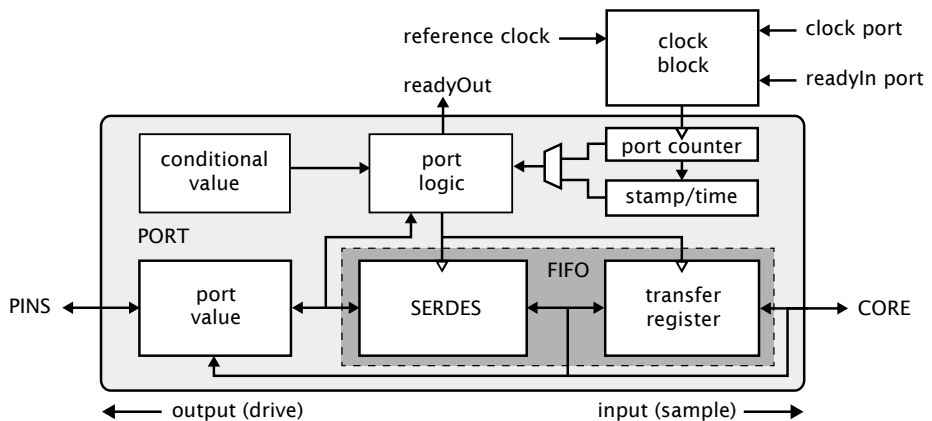 reference clock
clock
block
clock port
readyIn port
readyOut
conditional
value
port
logic
port counter
stamp/time
PORT
FIFO
PINS
port
value
SERDES
transfer
register
CORE
output (drive)
input (sample)